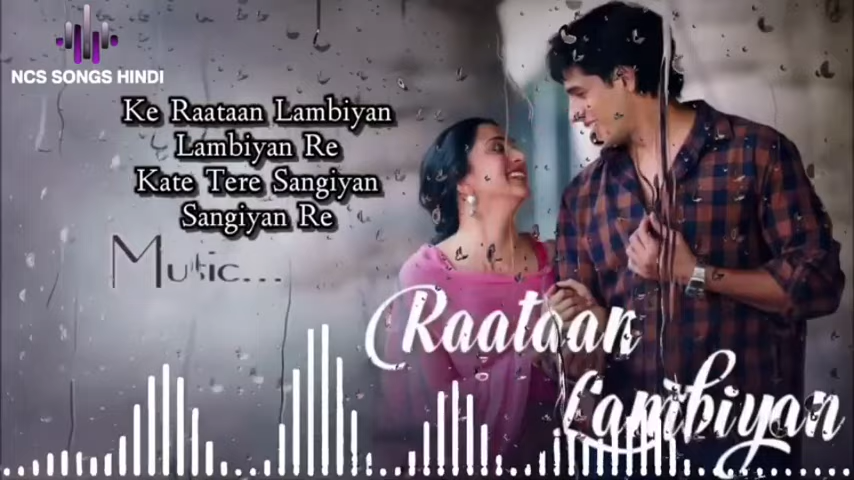 NCS SONGS HINDI
Ke Raataan Lambiyan
Lambiyan Re
Kate Tere Sangiyan
Sangiyan Re
Music...
Raataan
Lambiyan